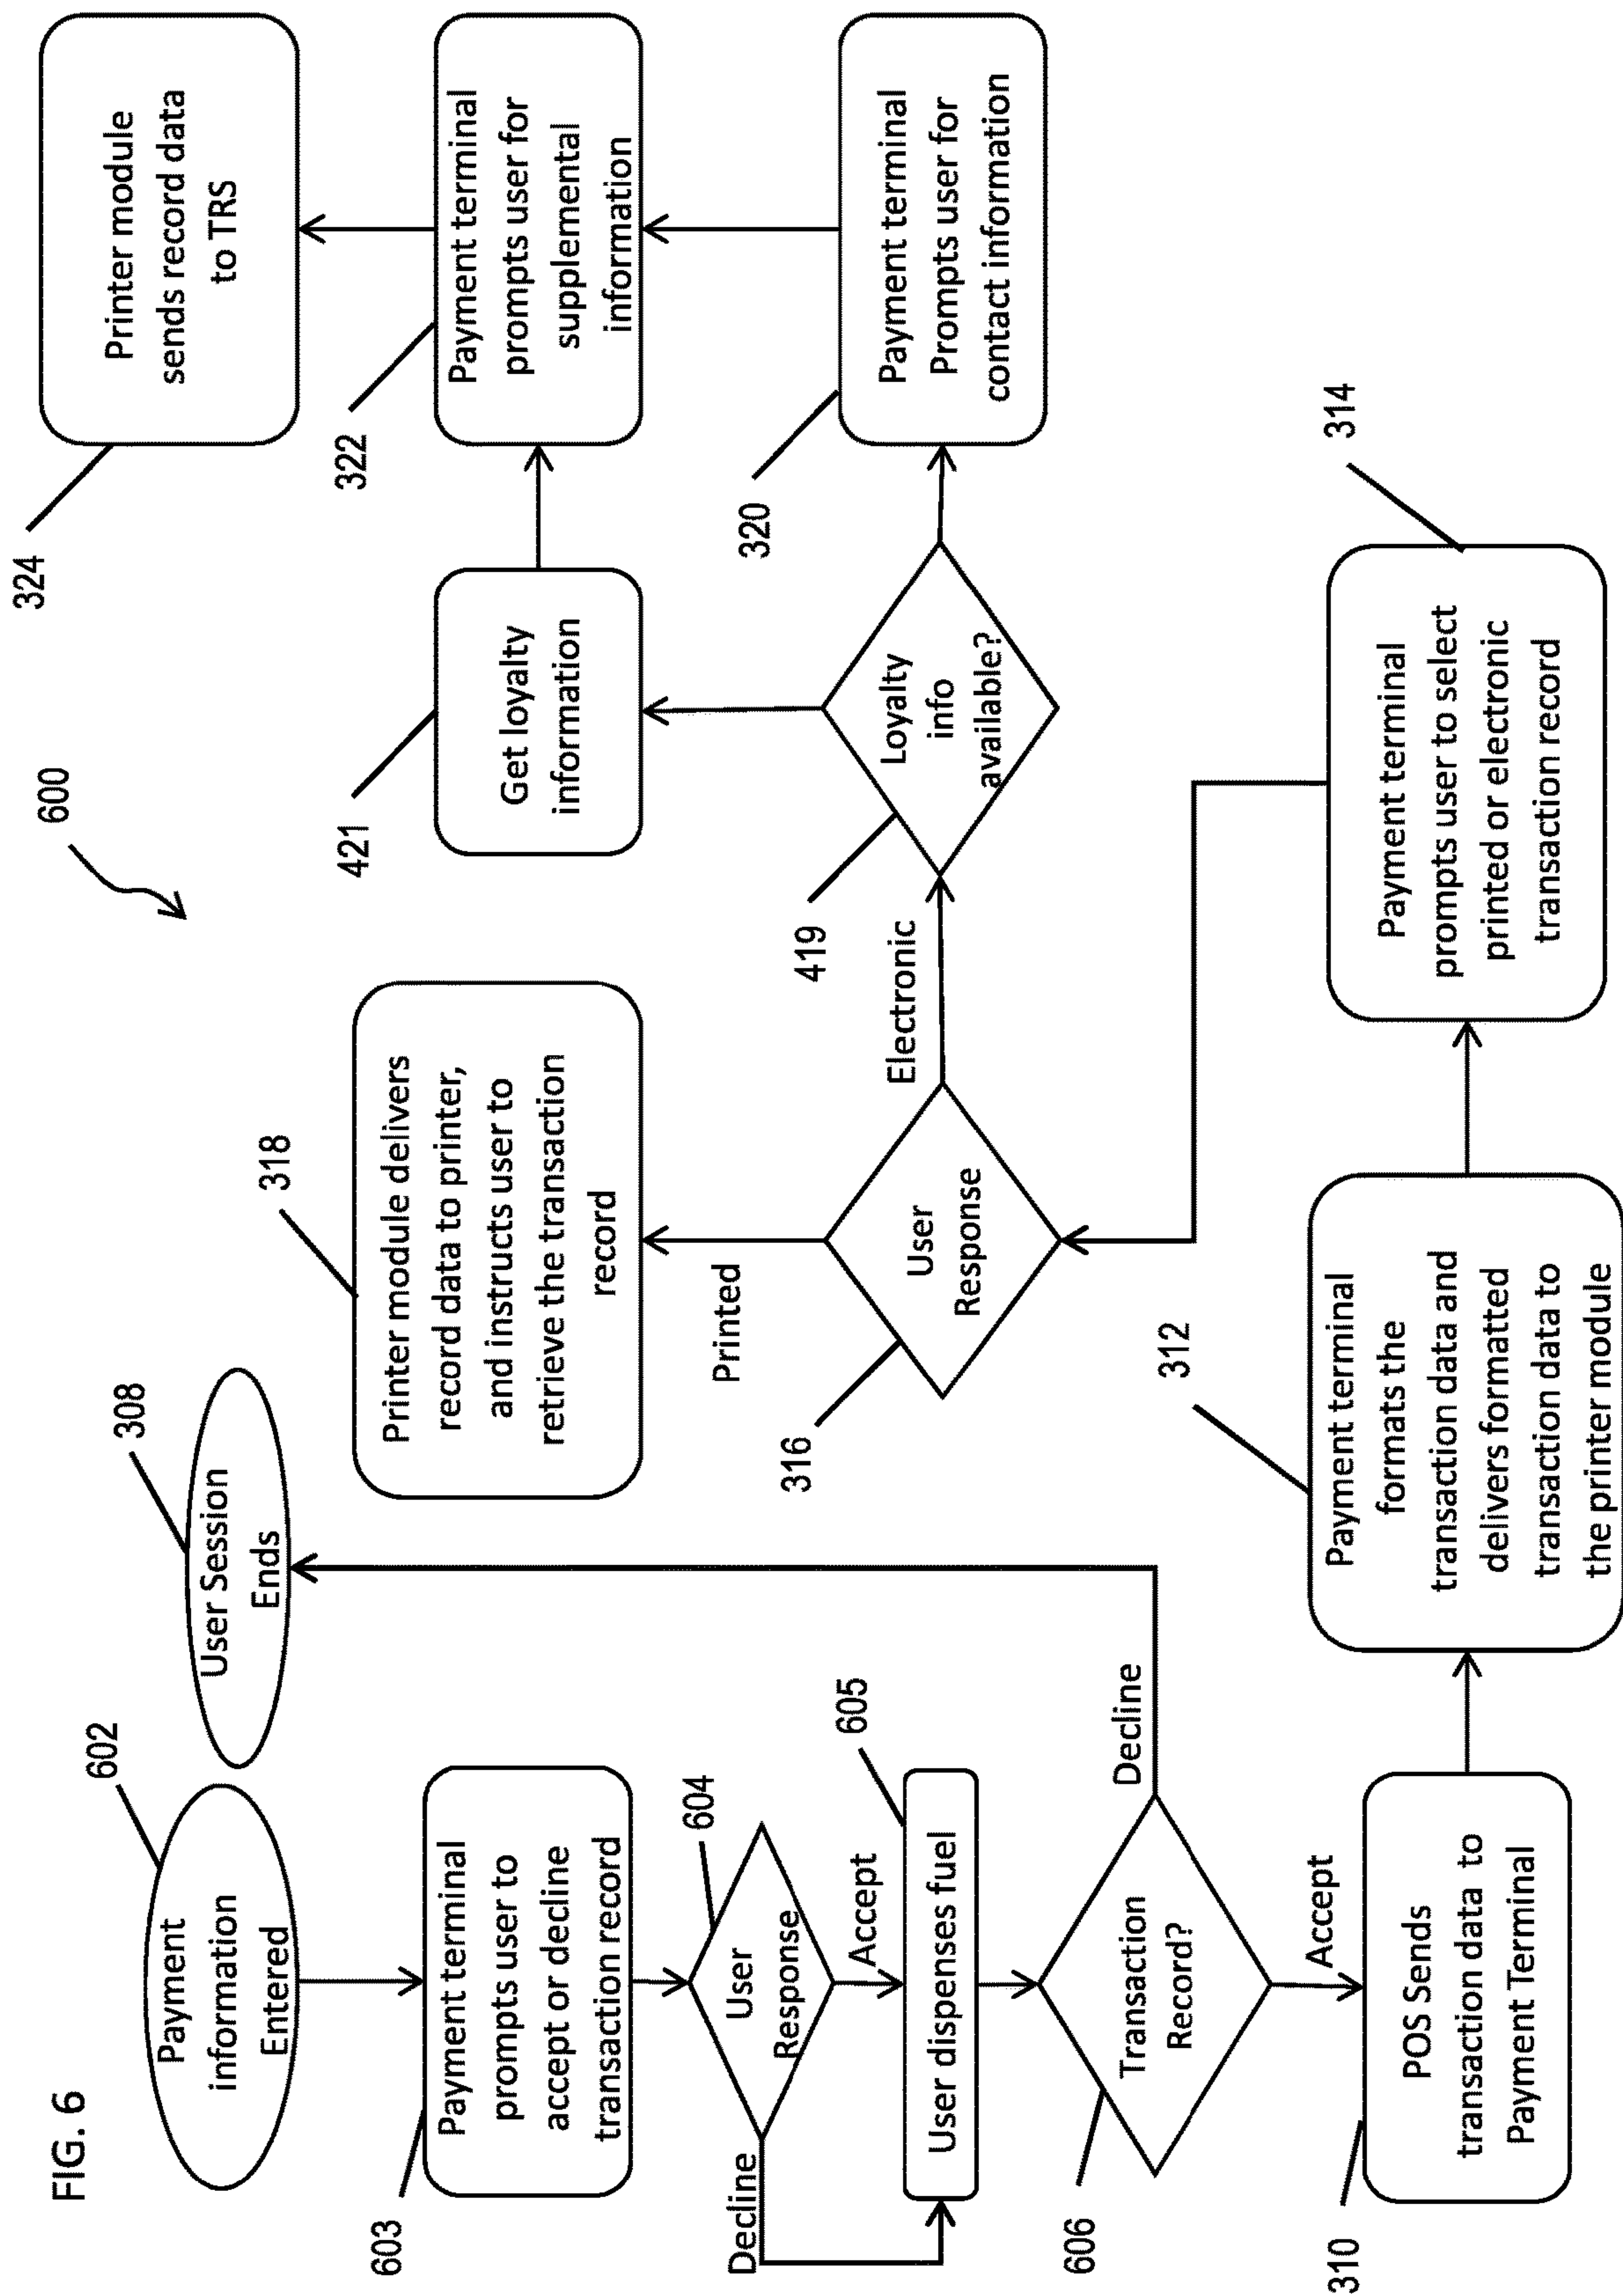 FIG. 6
600
602
Payment
information
Entered
308
User Session
Ends
603
Payment terminal
prompts user to
accept or decline
transaction record
604
User
Response
Decline
Accept
605
User dispenses fuel
606
Transaction
Record?
Decline
Accept
310
POS Sends
transaction data to
Payment Terminal
312
Payment terminal
formats the
transaction data and
delivers formatted
transaction data to
the printer module
314
Payment terminal
prompts user to select
printed or electronic
transaction record
316
User
Response
Printed
Electronic
318
Printer module delivers
record data to printer,
and instructs user to
retrieve the transaction
record
419
Loyalty
info
available?
421
Get loyalty
information
320
Payment terminal
Prompts user for
contact information
322
Payment terminal
prompts user for
supplemental
information
324
Printer module
sends record data
to TRS